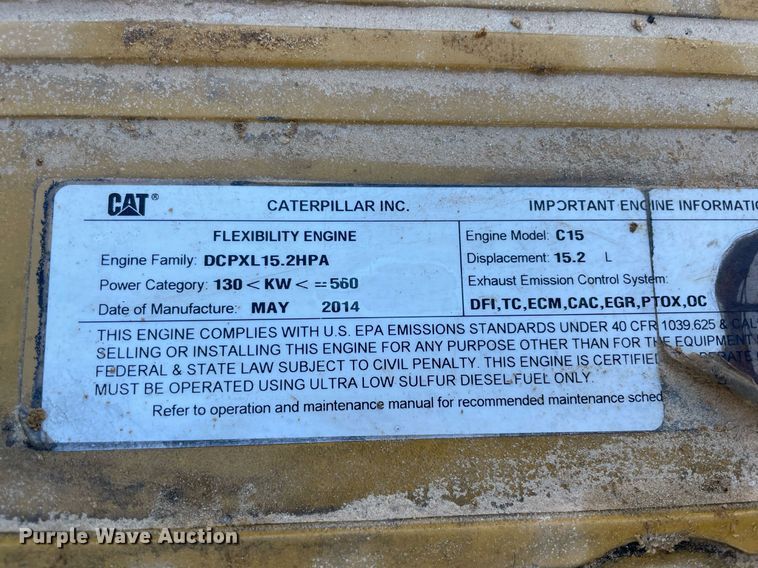 CAT® CATERPILLAR INC. IMPORTANT ENGINE INFORMATI
FLEXIBILITY ENGINE Engine Model: C15
Engine Family: DCPXL15.2HPA Displacement: 15.2 L
Power Category: 130 < KW < = 560 Exhaust Emission Control System:
Date of Manufacture: MAY 2014 DFI,TC,ECM,CAC,EGR,PTOX,OC
THIS ENGINE COMPLIES WITH U.S. EPA EMISSIONS STANDARDS UNDER 40 CFR 1039.625 & CAL
SELLING OR INSTALLING THIS ENGINE FOR ANY PURPOSE OTHER THAN FOR THE EQUIPMENT
FEDERAL & STATE LAW SUBJECT TO CIVIL PENALTY. THIS ENGINE IS CERTIFIED
MUST BE OPERATED USING ULTRA LOW SULFUR DIESEL FUEL ONLY.
Refer to operation and maintenance manual for recommended maintenance sched
Purple Wave Auction